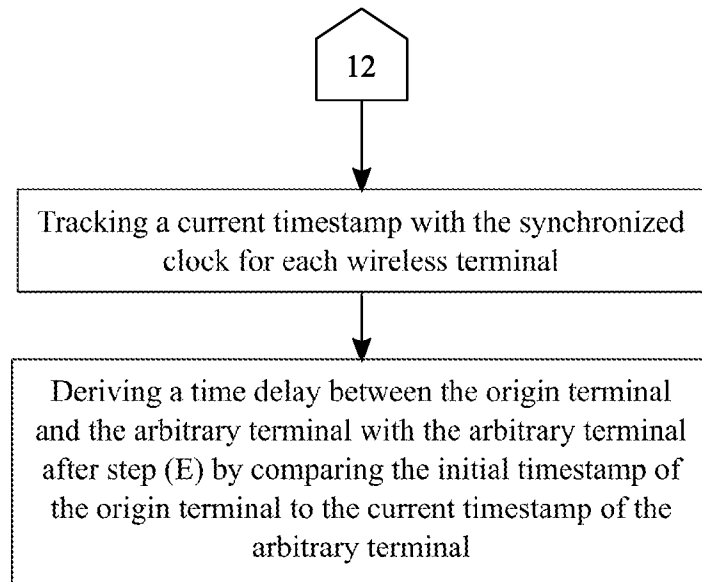 12
Tracking a current timestamp with the synchronized
clock for each wireless terminal
Deriving a time delay between the origin terminal
and the arbitrary terminal with the arbitrary terminal
after step (E) by comparing the initial timestamp of
the origin terminal to the current timestamp of the
arbitrary terminal